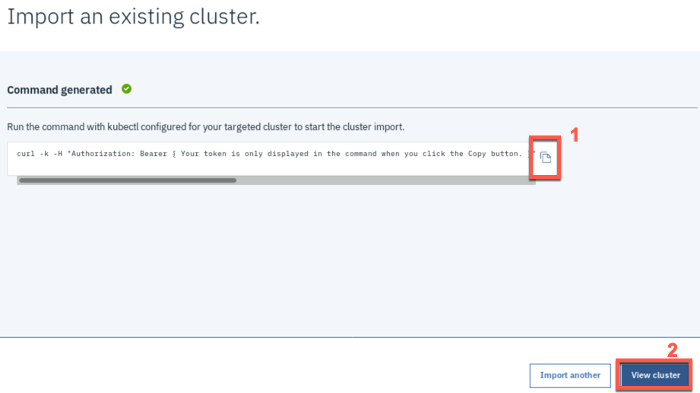 Import an existing cluster.
Command generated
Run the command with kubectl configured for your targeted cluster to start the cluster import.
1
curl -k -H "Authorization: Bearer [ Your token is only displayed in the command when you click the Copy button. ]"
2
Import another
View cluster